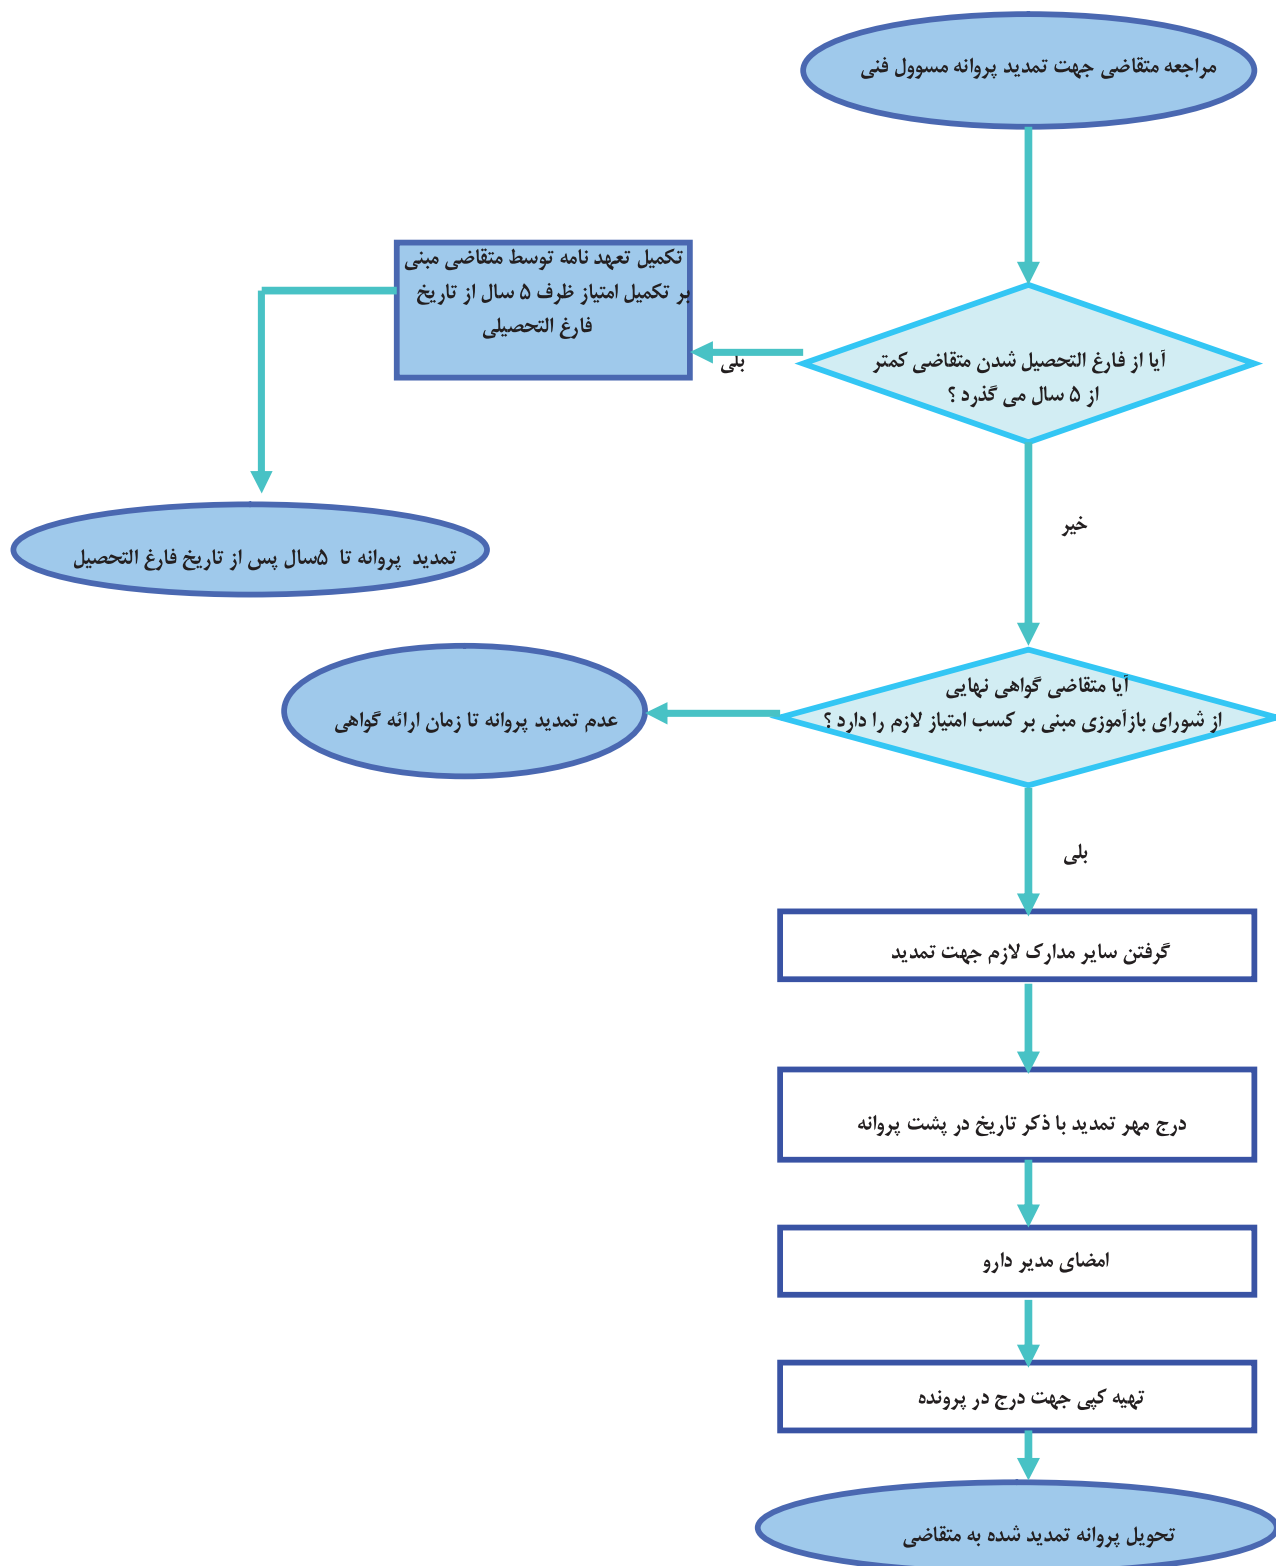 مراجعه متقاضی جهت تمدید پروانه مسوول فنی
تکمیل تعهد نامه توسط متقاضی مبنی
بر تکمیل امتیاز ظرف ۵ سال از تاریخ
فارغ التحصیلی
آیا از فارغ التحصیل شدن متقاضی کمتر
از ۵ سال می گذرد ؟
بلی
خیر
تمدید پروانه تا ۵سال پس از تاریخ فارغ التحصیل
آیا متقاضی گواهی نهایی
از شورای بازآموزی مبنی بر کسب امتیاز لازم را دارد ؟
عدم تمدید پروانه تا زمان ارائه گواهی
بلی
گرفتن سایر مدارک لازم جهت تمدید
درج مهر تمدید با ذکر تاریخ در پشت پروانه
امضای مدیر دارو
تهیه کپی جهت درج در پرونده
تحویل پروانه تمدید شده به متقاضی